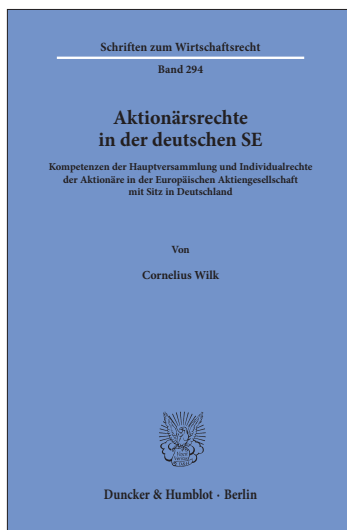 Schriften zum Wirtschaftsrecht
Band 294
Aktionärsrechte
in der deutschen SE
Kompetenzen der Hauptversammlung und Individualrechte
der Aktionäre in der Europäischen Aktiengesellschaft
mit Sitz in Deutschland
Von
Cornelius Wilk
Duncker & Humblot · Berlin